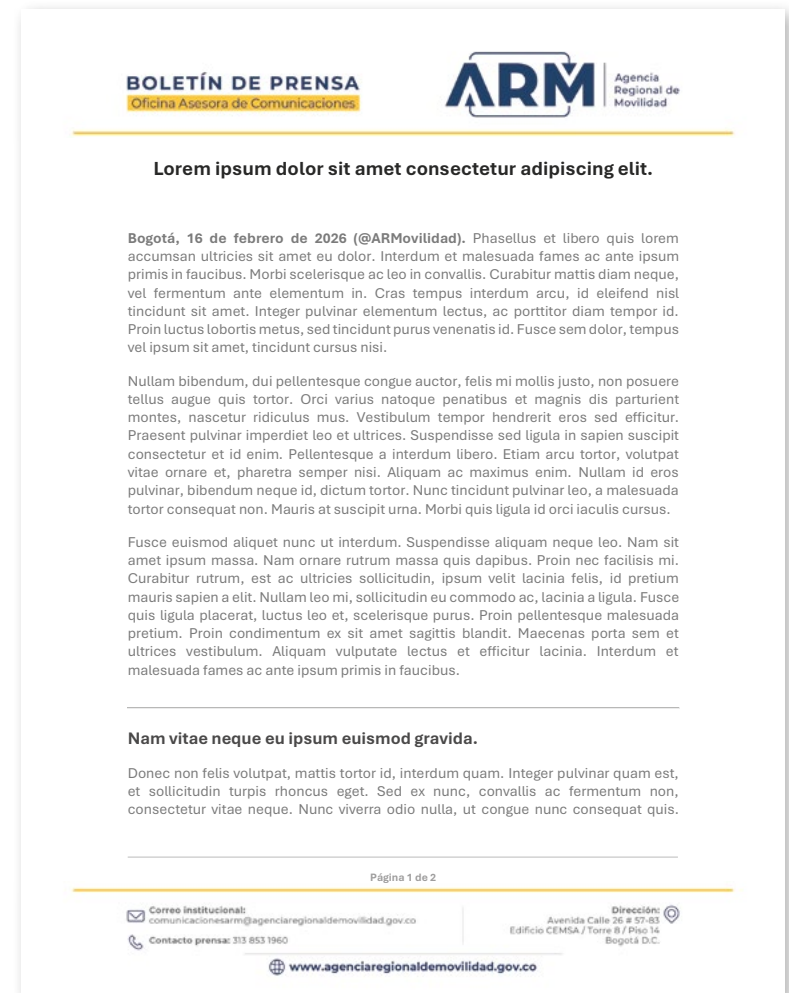 BOLETÍN DE PRENSA
Oficina Asesora de Comunicaciones
ARM
Agencia
Regional de
Movilidad
Lorem ipsum dolor sit amet consectetur adipiscing elit.
Bogotá, 16 de febrero de 2026 (@ARMovilidad). Phasellus et libero quis lorem
accumsan ultricies sit amet eu dolor. Interdum et malesuada fames ac ante ipsum
primis in faucibus. Morbi scelerisque ac leo in convallis. Curabitur mattis diam neque,
vel fermentum ante elementum in. Cras tempus interdum arcu, id eleifend nisl
tincidunt sit amet. Integer pulvinar elementum lectus, ac porttitor diam tempor id.
Proin luctus lobortis metus, sed tincidunt purus venenatis id. Fusce sem dolor, tempus
vel ipsum sit amet, tincidunt cursus nisi.
Nullam bibendum, dui pellentesque congue auctor, felis mi mollis justo, non posuere
tellus augue quis tortor. Orci varius natoque penatibus et magnis dis parturient
montes, nascetur ridiculus mus. Vestibulum tempor hendrerit eros sed efficitur.
Praesent pulvinar imperdiet leo et ultrices. Suspendisse sed ligula in sapien suscipit
consectetur et id enim. Pellentesque a interdum libero. Etiam arcu tortor, volutpat
vitae ornare et, pharetra semper nisi. Aliquam ac maximus enim. Nullam id eros
pulvinar, bibendum neque id, dictum tortor. Nunc tincidunt pulvinar leo, a malesuada
tortor consequat non. Mauris at suscipit urna. Morbi quis ligula id orci iaculis cursus.
Fusce euismod aliquet nunc ut interdum. Suspendisse aliquam neque leo. Nam sit
amet ipsum massa. Nam ornare rutrum massa quis dapibus. Proin nec facilisis mi.
Curabitur rutrum, est ac ultricies sollicitudin, ipsum velit lacinia felis, id pretium
mauris sapien a elit. Nullam leo mi, sollicitudin eu commodo ac, lacinia a ligula. Fusce
quis ligula placerat, luctus leo et, scelerisque purus. Proin pellentesque malesuada
pretium. Proin condimentum ex sit amet sagittis blandit. Maecenas porta sem et
ultrices vestibulum. Aliquam vulputate lectus et efficitur lacinia. Interdum et
malesuada fames ac ante ipsum primis in faucibus.
Nam vitae neque eu ipsum euismod gravida.
Donec non felis volutpat, mattis tortor id, interdum quam. Integer pulvinar quam est,
et sollicitudin turpis rhoncus eget. Sed ex nunc, convallis ac fermentum non,
consectetur vitae neque. Nunc viverra odio nulla, ut congue nunc consequat quis.
Página 1 de 2
Correo institucional:
comunicacionesarm@agenciaregionaldemovilidad.gov.co
Contacto prensa: 313 853 1960
Dirección:
Avenida Calle 26 # 57-83
Edificio CEMSA / Torre 8 / Piso 14
Bogotá D.C.
www.agenciaregionaldemovilidad.gov.co